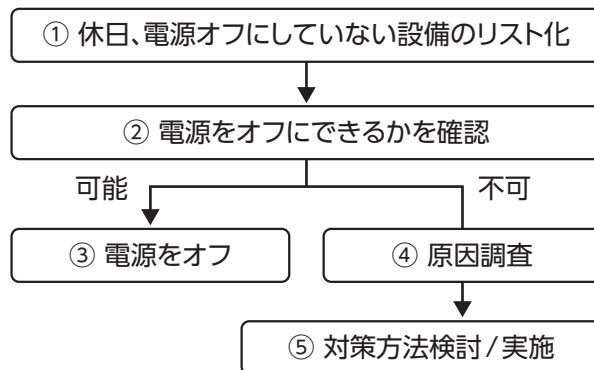 ① 休日、電源オフにしていない設備のリスト化
② 電源をオフにできるかを確認
可能
不可
③ 電源をオフ
④ 原因調査
⑤ 対策方法検討/実施